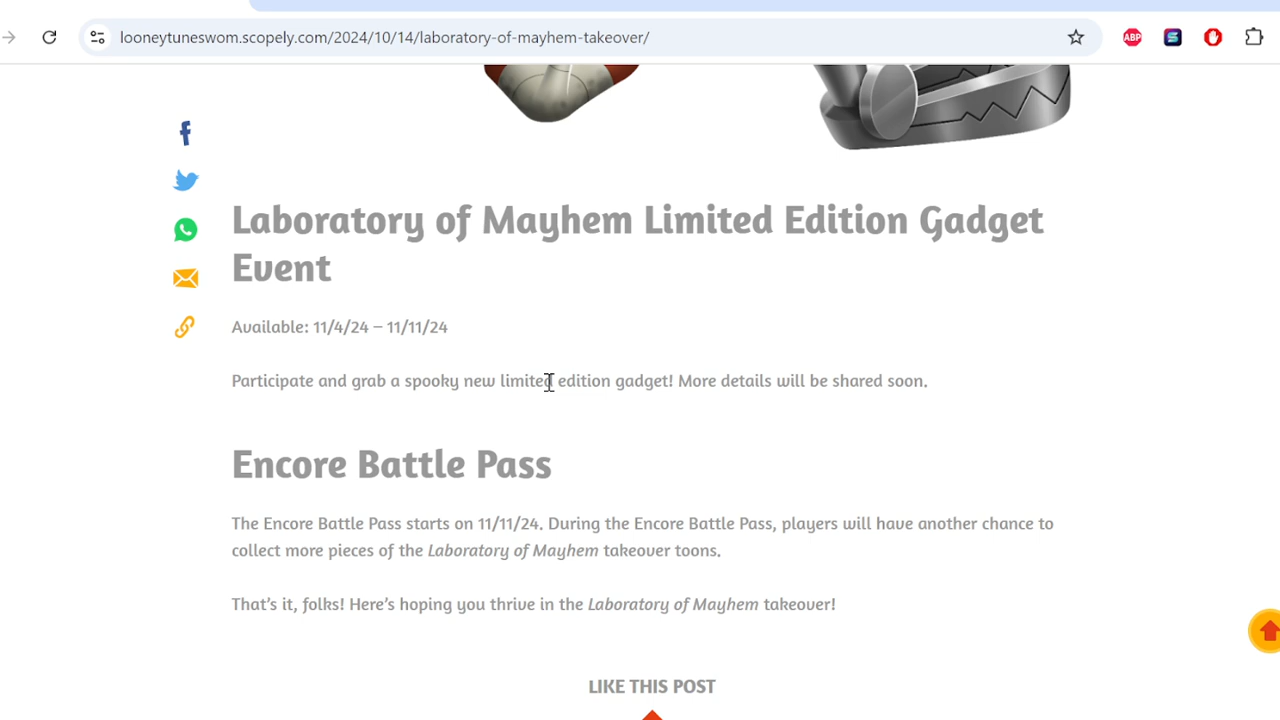 looneytuneswom.scopely.com/2024/10/14/laboratory-of-mayhem-takeover/
ABP
S
Laboratory of Mayhem Limited Edition Gadget
Event
Available: 11/4/24 – 11/11/24
Participate and grab a spooky new limited edition gadget! More details will be shared soon.
Encore Battle Pass
The Encore Battle Pass starts on 11/11/24. During the Encore Battle Pass, players will have another chance to
collect more pieces of the Laboratory of Mayhem takeover toons.
That's it, folks! Here's hoping you thrive in the Laboratory of Mayhem takeover!
LIKE THIS POST